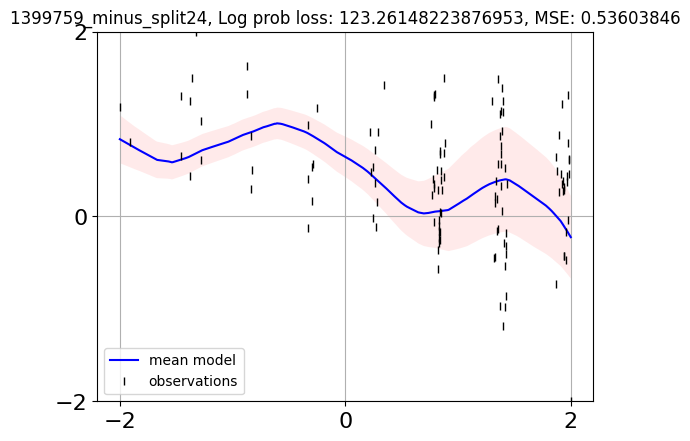 1399759_minus_split24, Log prob loss: 123.26148223876953, MSE: 0.53603846
2
0
−2
−2
0
2
mean model
observations